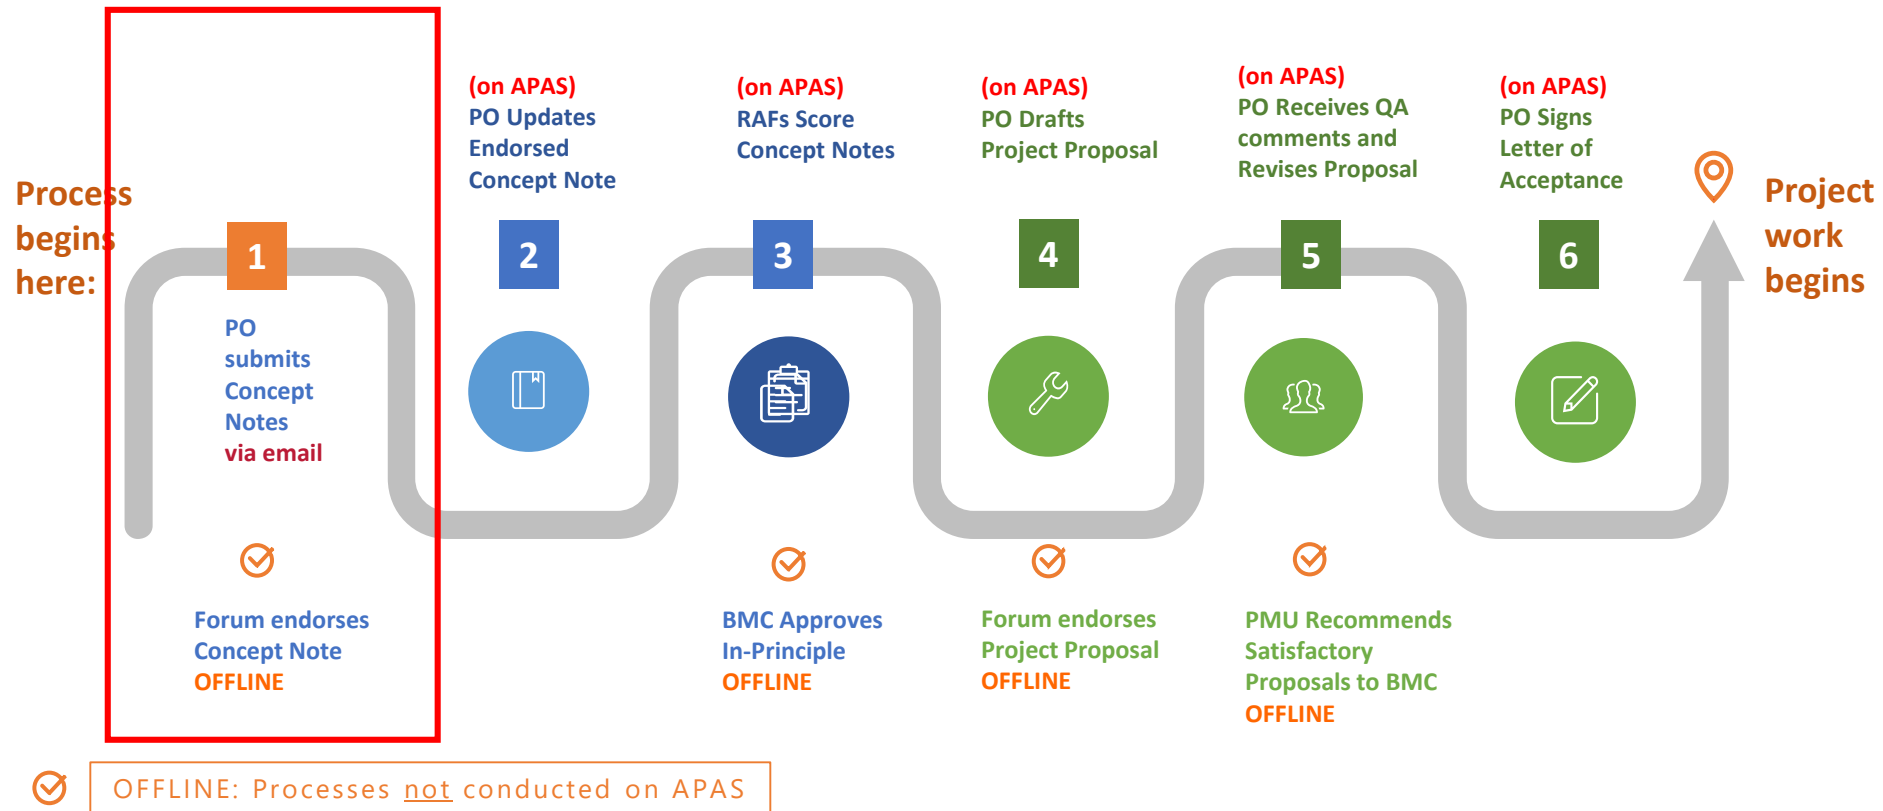 Process
begins
here:
1
PO
submits
Concept
Notes
via email
Forum endorses
Concept Note
OFFLINE
(on APAS)
PO Updates
Endorsed
Concept Note
2
(on APAS)
RAFs Score
Concept Notes
3
BMC Approves
In-Principle
OFFLINE
(on APAS)
PO Drafts
Project Proposal
4
Forum endorses
Project Proposal
OFFLINE
(on APAS)
PO Receives QA
comments and
Revises Proposal
5
PMU Recommends
Satisfactory
Proposals to BMC
OFFLINE
(on APAS)
PO Signs
Letter of
Acceptance
6
Project
work
begins
OFFLINE: Processes not conducted on APAS